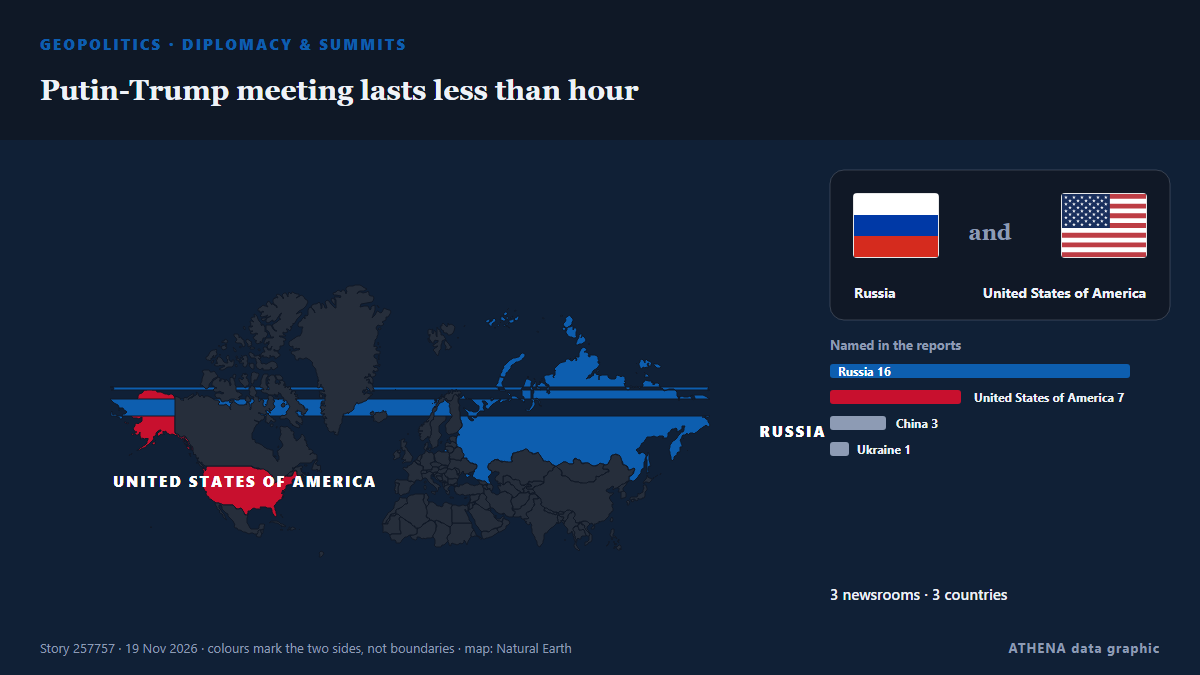 GEOPOLITICS · DIPLOMACY & SUMMITS
Putin-Trump meeting lasts less than hour
and
Russia
United States of America
Named in the reports
Russia 16
United States of America 7
China 3
Ukraine 1
RUSSIA
UNITED STATES OF AMERICA
3 newsrooms · 3 countries
Story 257757 · 19 Nov 2026 · colours mark the two sides, not boundaries · map: Natural Earth
ATHENA data graphic